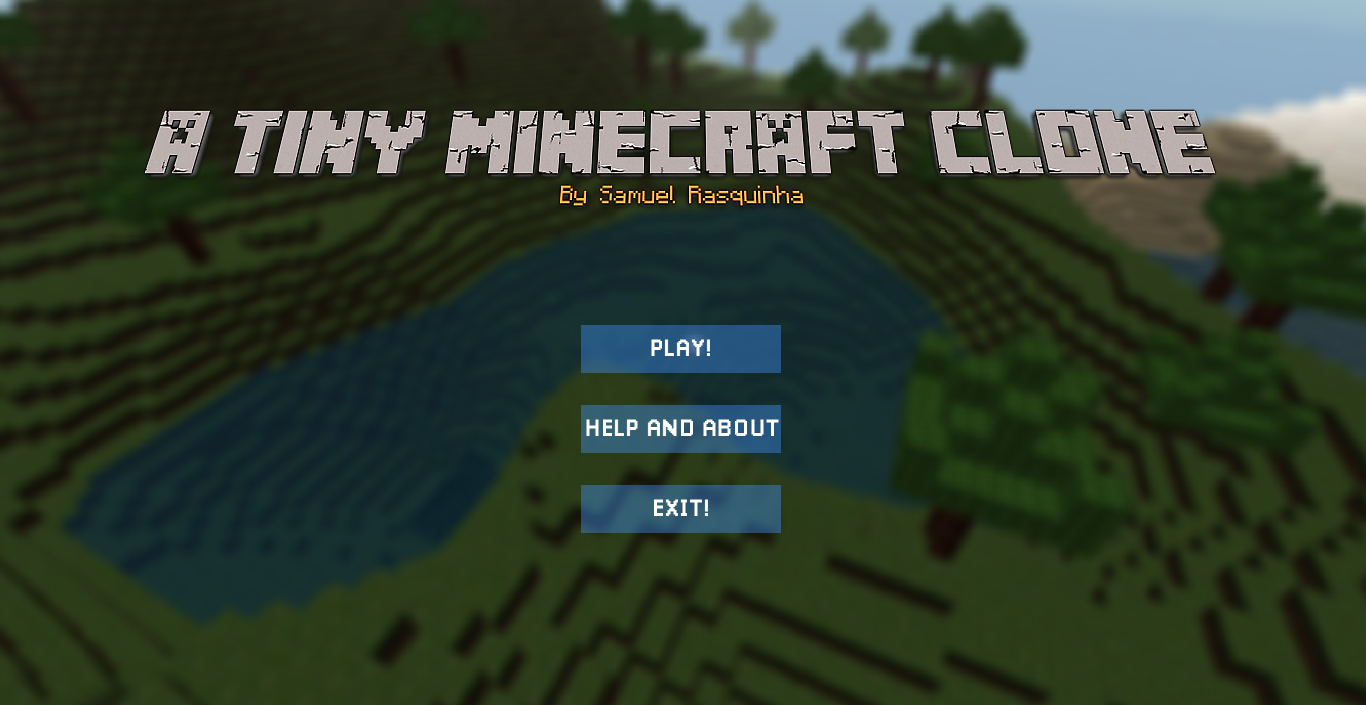 A TINY MINECRAFT CLONE
By Samuel Rasquinha
PLAY!
HELP AND ABOUT
EXIT!